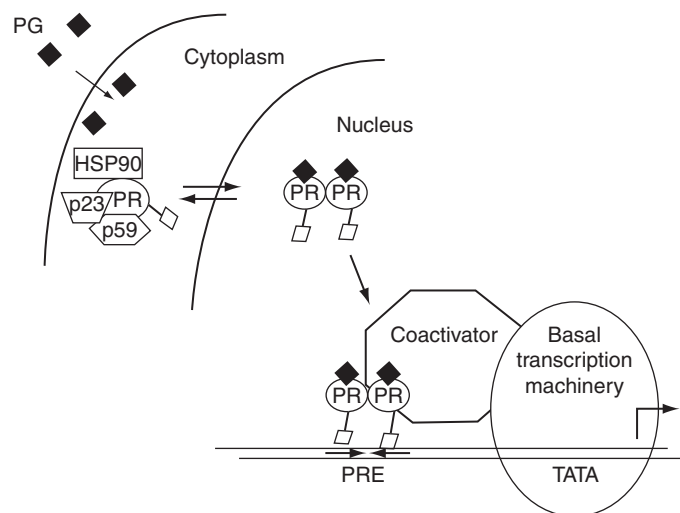 PG
Cytoplasm
Nucleus
HSP90
p23
PR
p59
PR
PR
Coactivator
Basal
transcription
machinery
PR
PR
PRE
TATA